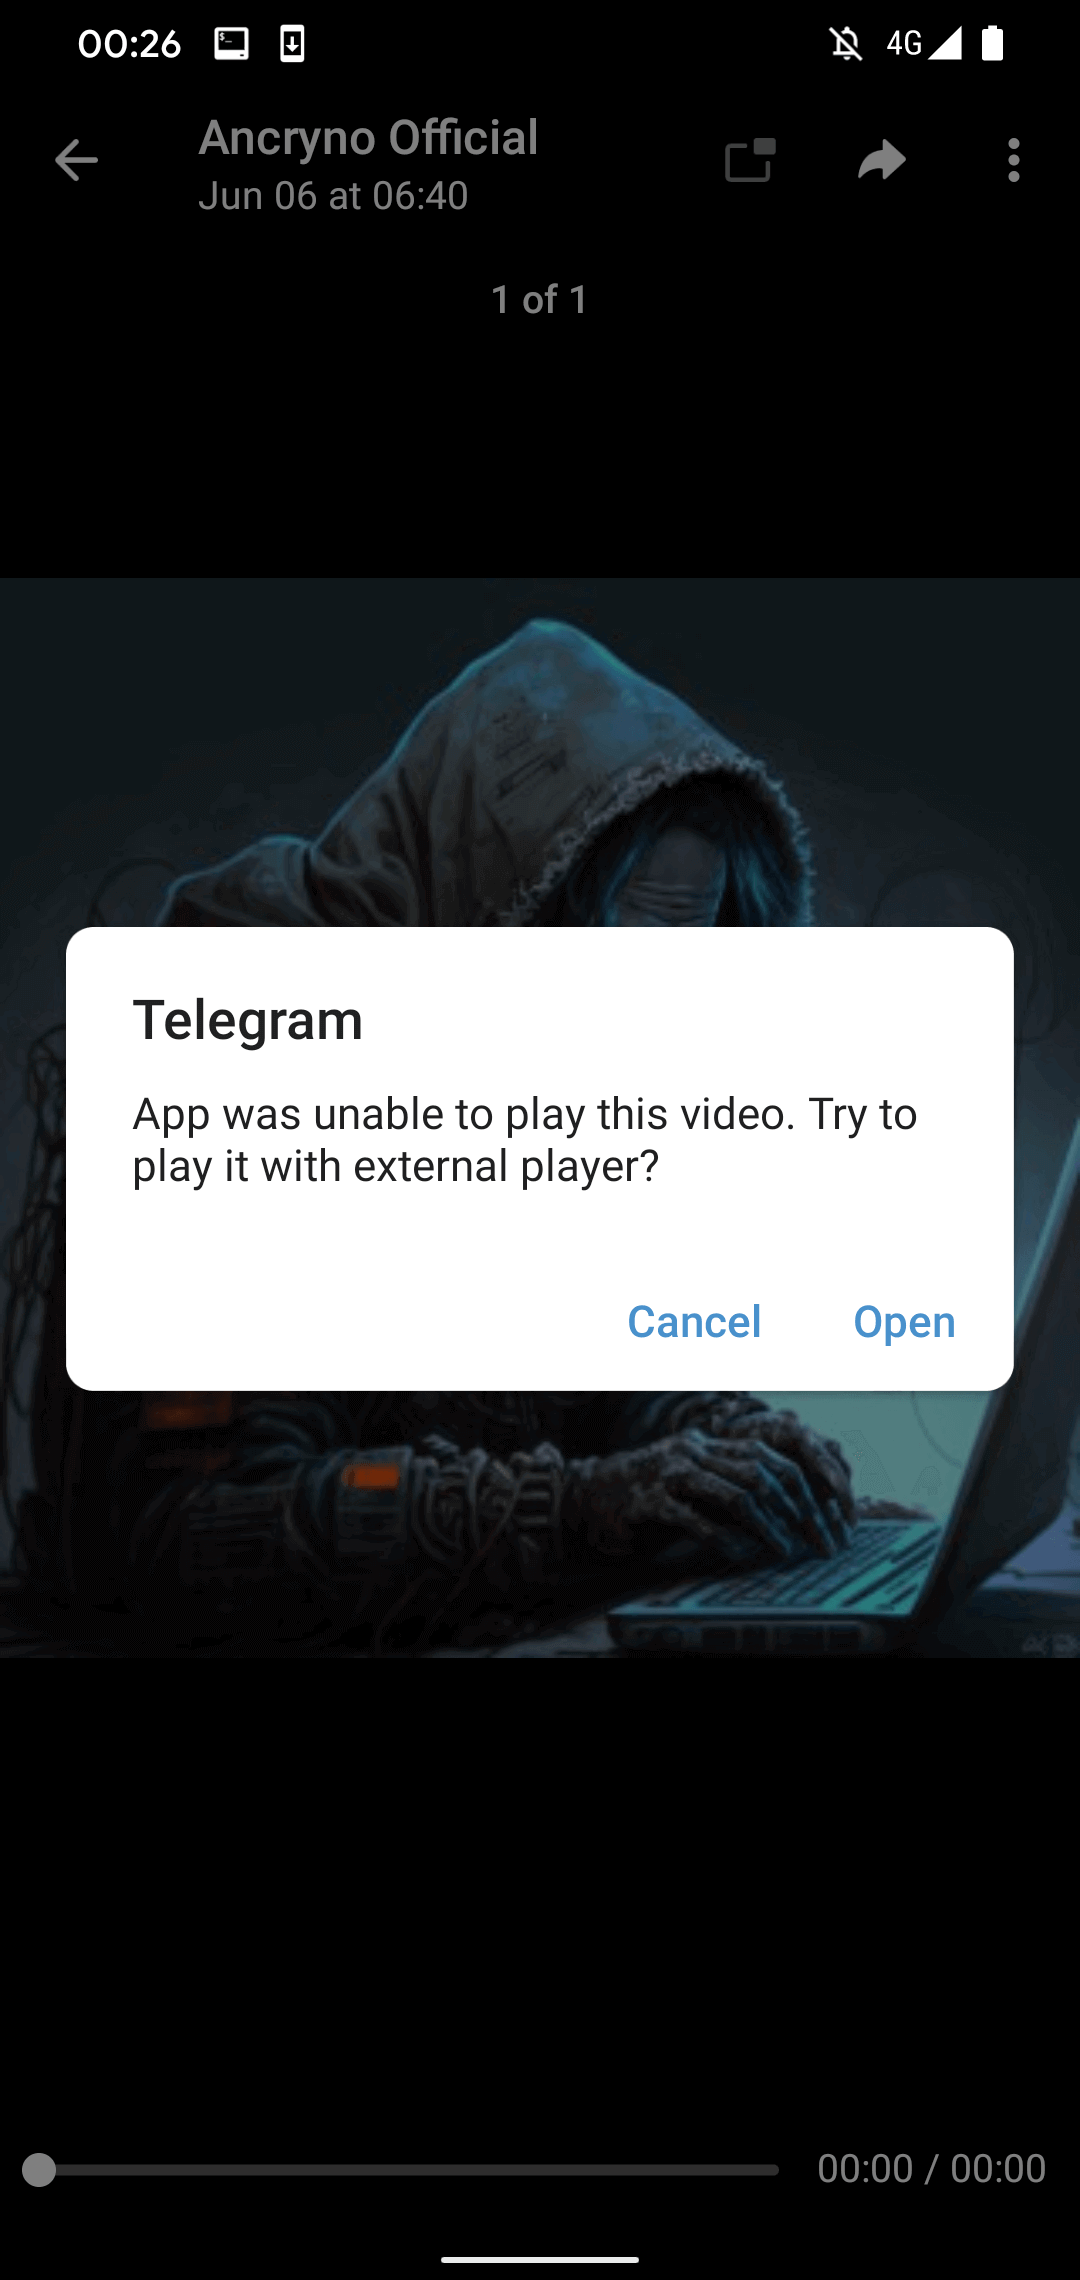 00:26
4G
Ancryno Official
Jun 06 at 06:40
1 of 1
Telegram
App was unable to play this video. Try to
play it with external player?
Cancel
Open
00:00 / 00:00